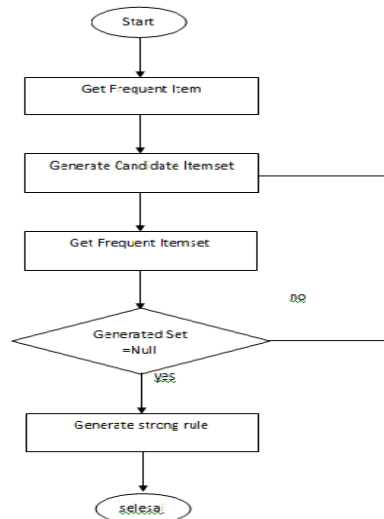 Start
Get Frequent Item
Generate Candidate Itemset
Get Frequent Itemset
no
Generated Set
=Null
yes
Generate strong rule
selesai